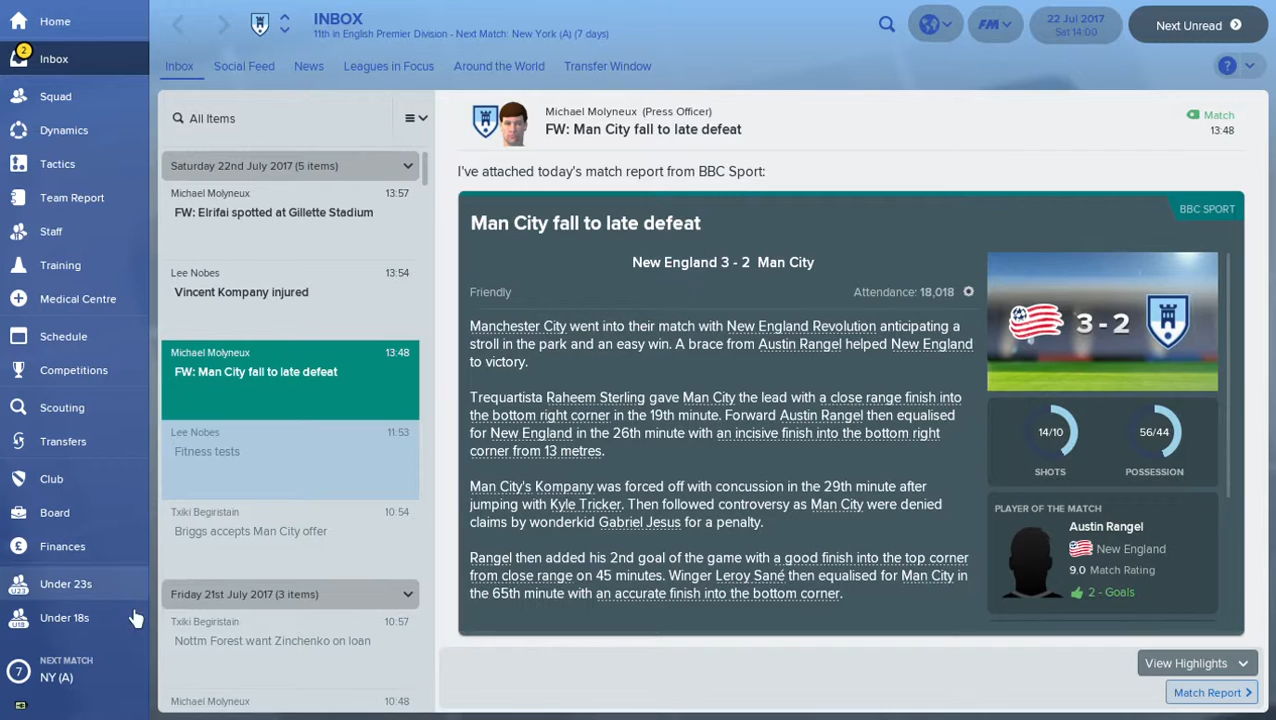 Home
2
Inbox
Squad
Dynamics
Tactics
Team Report
Staff
Training
Medical Centre
Schedule
Competitions
Scouting
Transfers
Club
Board
Finances
U23
Under 23s
U18
Under 18s
7
NEXT MATCH
NY (A)
INBOX
11th in English Premier Division - Next Match: New York (A) (7 days)
FM
22 Jul 2017
Sat 14:00
Next Unread
Inbox
Social Feed
News
Leagues in Focus
Around the World
Transfer Window
?
All Items
Saturday 22nd July 2017 (5 items)
Michael Molyneux 13:57
FW: Elrifai spotted at Gillette Stadium
Lee Nobes 13:54
Vincent Kompany injured
Michael Molyneux 13:48
FW: Man City fall to late defeat
Lee Nobes 11:53
Fitness tests
Txiki Begiristain 10:54
Briggs accepts Man City offer
Friday 21st July 2017 (3 items)
Txiki Begiristain 10:57
Nottm Forest want Zinchenko on loan
Michael Molyneux 10:48
Michael Molyneux (Press Officer)
FW: Man City fall to late defeat
Match
13:48
I've attached today's match report from BBC Sport:
BBC SPORT
Man City fall to late defeat
New England 3 - 2 Man City
Friendly
Attendance: 18,018
Manchester City went into their match with New England Revolution anticipating a
stroll in the park and an easy win. A brace from Austin Rangel helped New England
to victory.
Trequartista Raheem Sterling gave Man City the lead with a close range finish into
the bottom right corner in the 19th minute. Forward Austin Rangel then equalised
for New England in the 26th minute with an incisive finish into the bottom right
corner from 13 metres.
Man City's Kompany was forced off with concussion in the 29th minute after
jumping with Kyle Tricker. Then followed controversy as Man City were denied
claims by wonderkid Gabriel Jesus for a penalty.
Rangel then added his 2nd goal of the game with a good finish into the top corner
from close range on 45 minutes. Winger Leroy Sané then equalised for Man City in
the 65th minute with an accurate finish into the bottom corner.
3 - 2
14/10
SHOTS
56/44
POSSESSION
PLAYER OF THE MATCH
Austin Rangel
New England
9.0 Match Rating
2 - Goals
View Highlights
Match Report